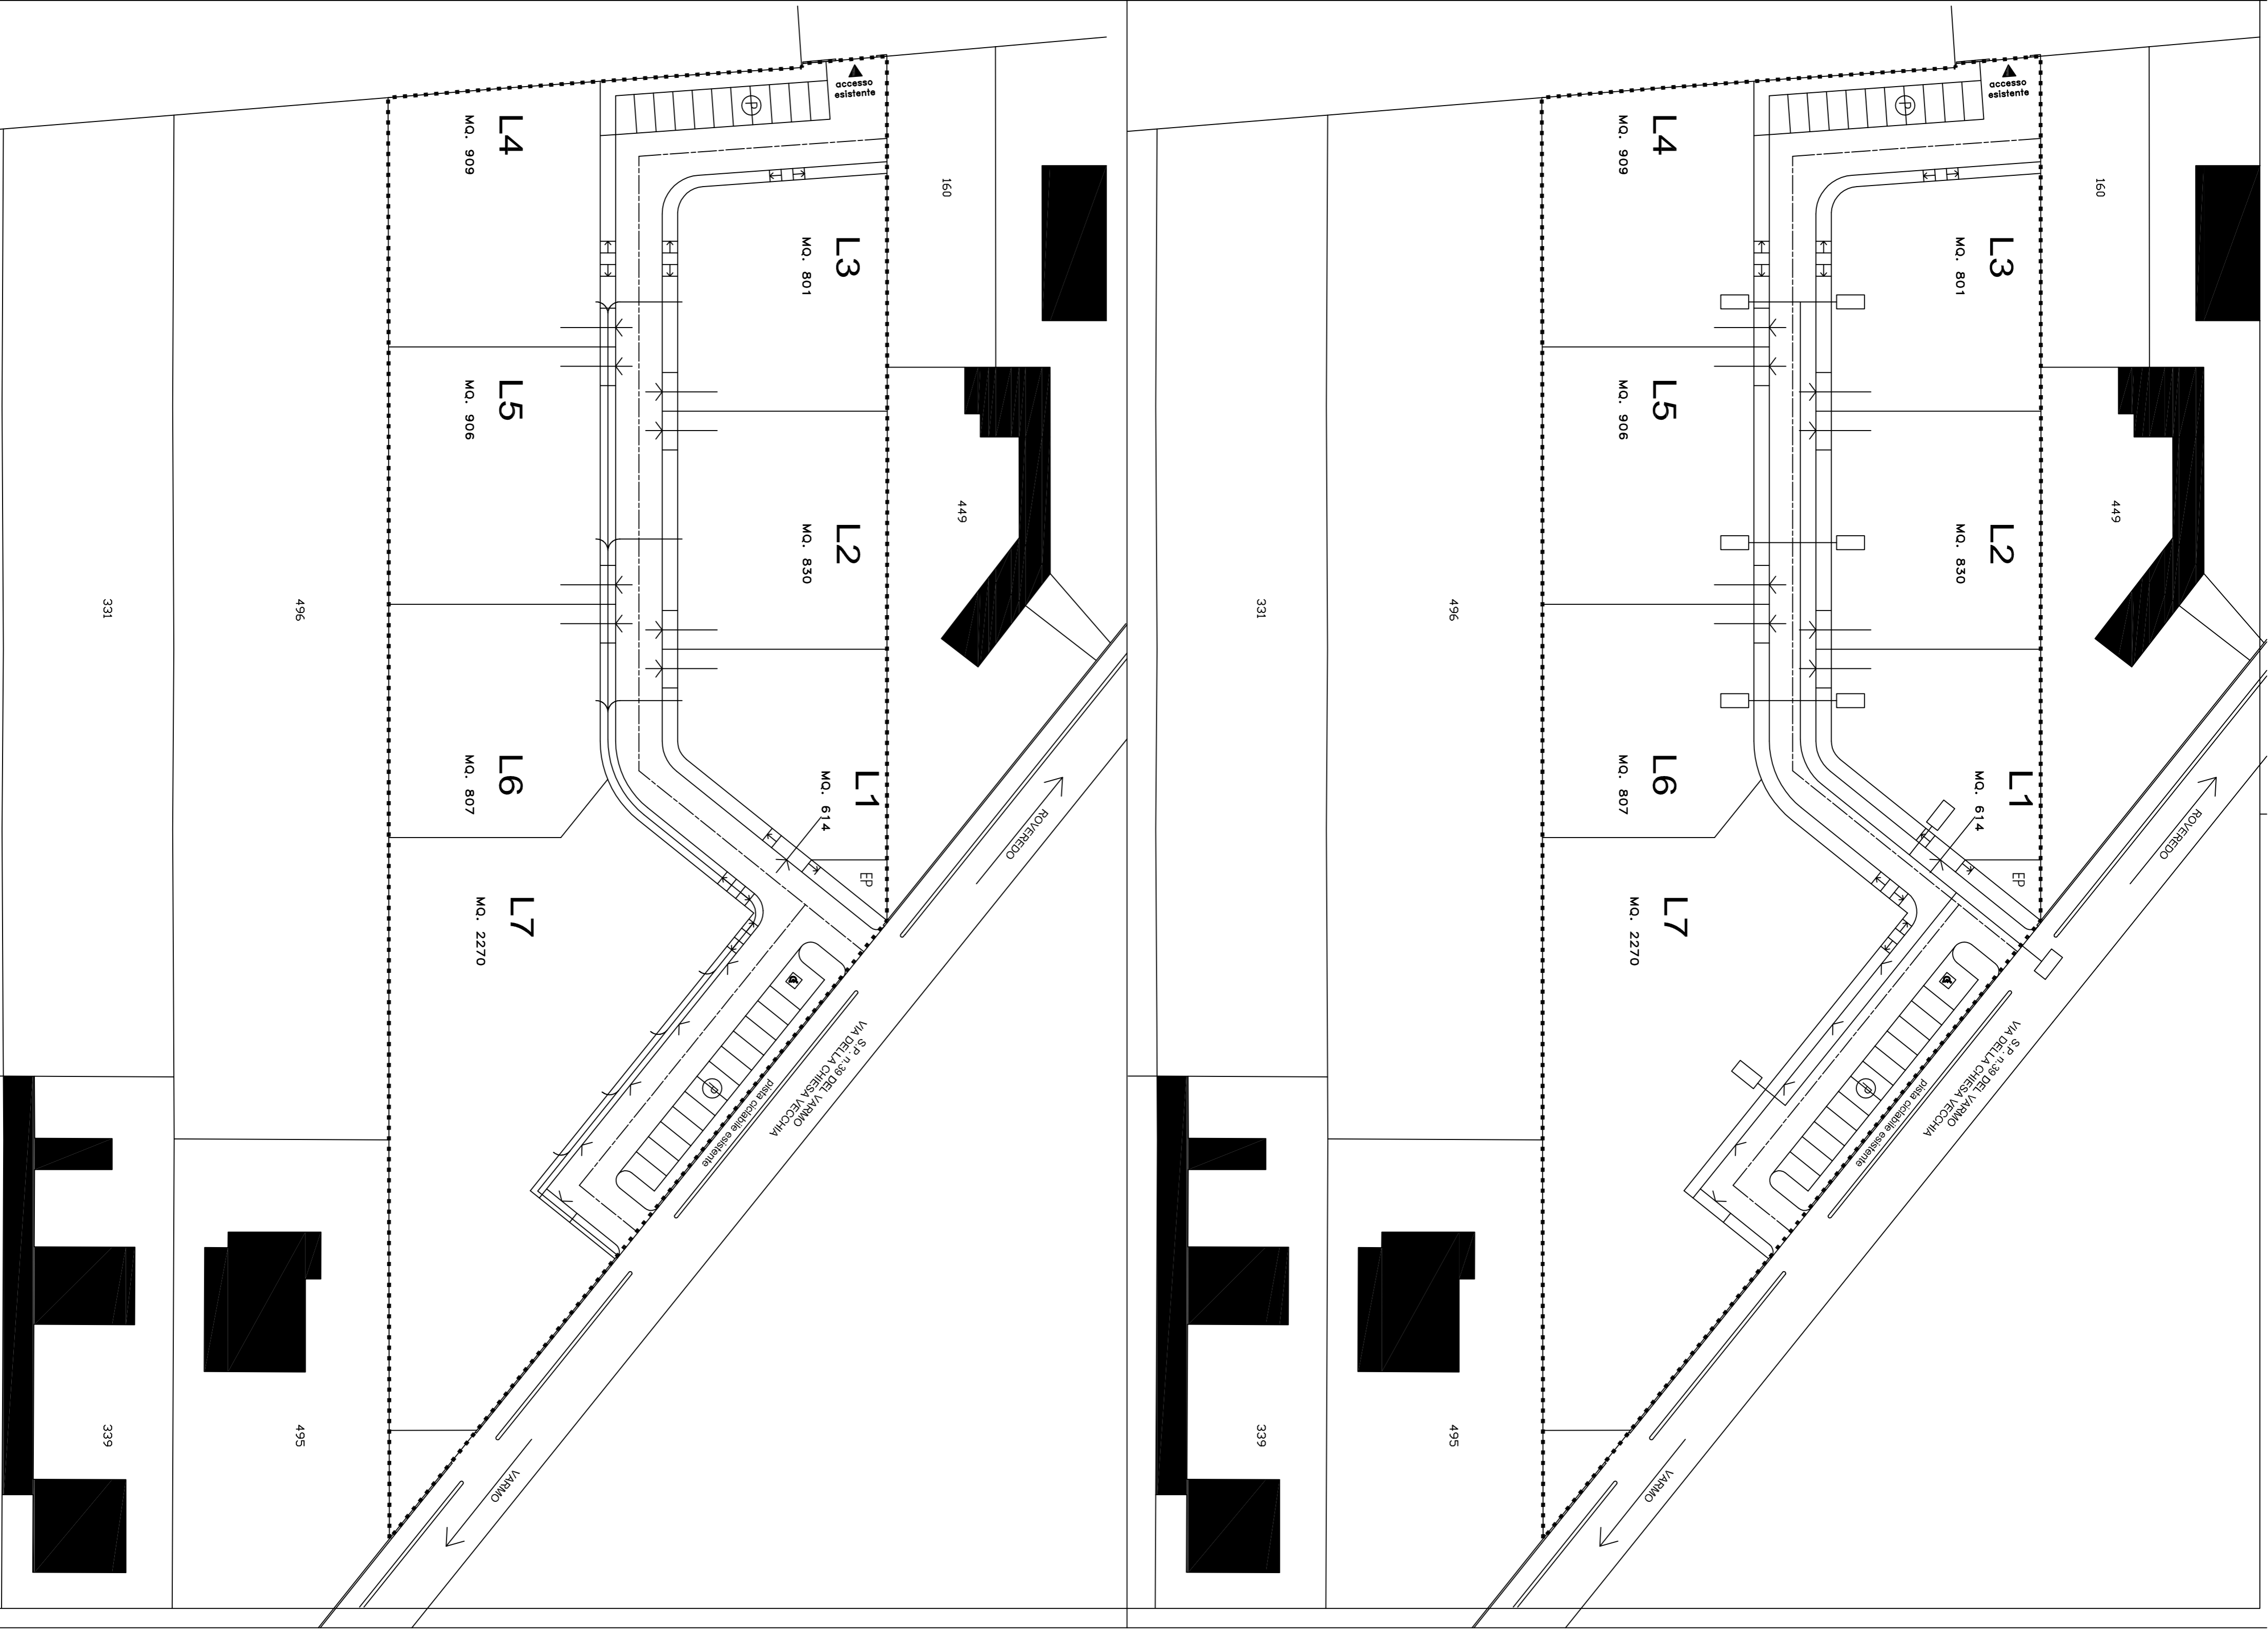 accesso
esistente
P
160
L4
MQ. 909
L3
MQ. 801
L5
MQ. 906
L2
MQ. 830
449
331
496
L6
MQ. 807
L1
MQ. 614
EP
ROVEREDO
L7
MQ. 2270
S.P. n.39 DEL VARMO
VIA DELLA CHIESA VECCHIA
pista ciclabile esistente
P
339
495
VARMO
accesso
esistente
P
160
L4
MQ. 909
L3
MQ. 801
L5
MQ. 906
L2
MQ. 830
449
331
496
L6
MQ. 807
L1
MQ. 614
EP
ROVEREDO
L7
MQ. 2270
S.P. n.39 DEL VARMO
VIA DELLA CHIESA VECCHIA
pista ciclabile esistente
P
339
495
VARMO